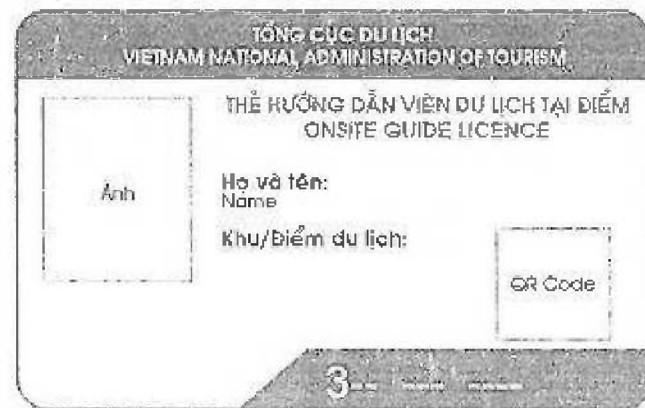 TỔNG CỤC DU LỊCH
VIETNAM NATIONAL ADMINISTRATION OF TOURISM
THẺ HƯỚNG DẪN VIÊN DU LỊCH TẠI ĐIỂM
ONSITE GUIDE LICENCE
Ảnh
Họ và tên:
Name
Khu/Điểm du lịch:
QR Code
3-- --- ----